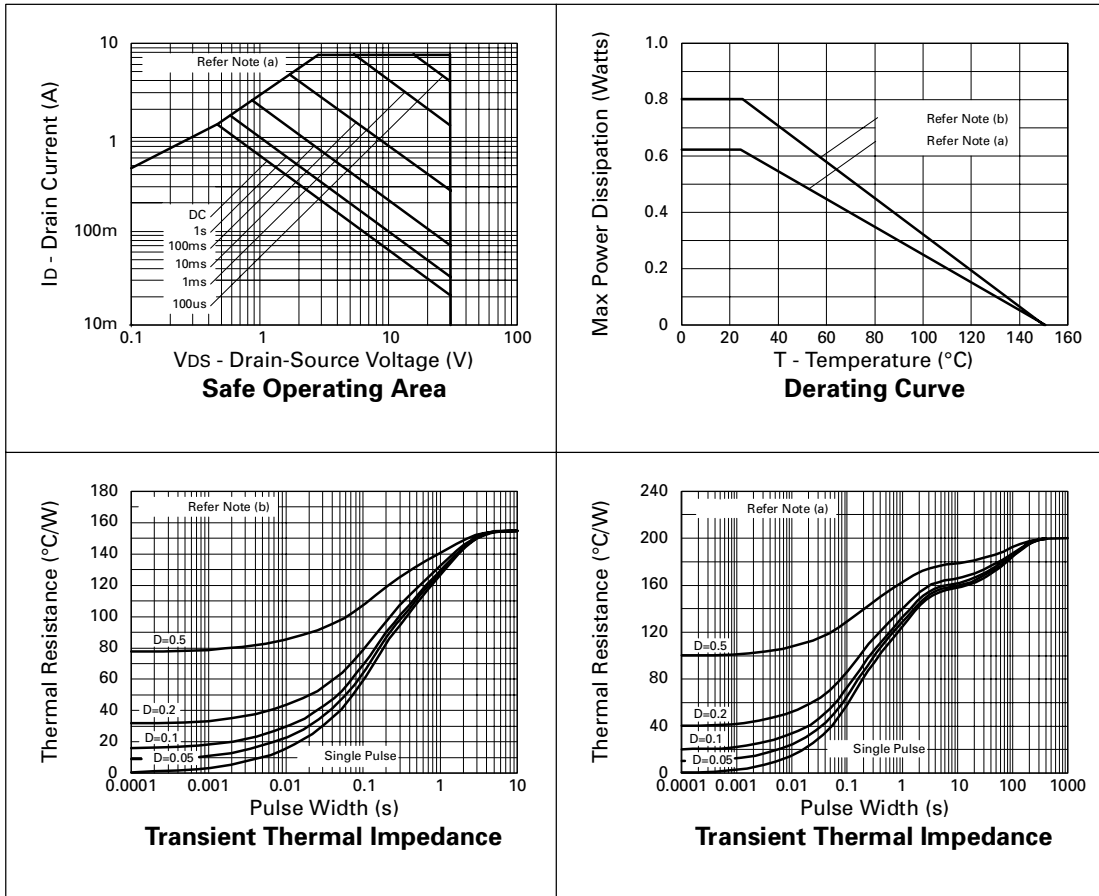 10
1
100m
10m
ID - Drain Current (A)
Refer Note (a)
DC
1s
100ms
10ms
1ms
100us
0.1
1
10
100
VDS - Drain-Source Voltage (V)
Safe Operating Area
1.0
0.8
0.6
0.4
0.2
0
Max Power Dissipation (Watts)
Refer Note (b)
Refer Note (a)
0
20
40
60
80
100
120
140
160
T - Temperature (°C)
Derating Curve
180
160
140
120
100
80
60
40
20
0
Thermal Resistance (°C/W)
Refer Note (b)
D=0.5
D=0.2
D=0.1
D=0.05
Single Pulse
0.0001
0.001
0.01
0.1
1
10
Pulse Width (s)
Transient Thermal Impedance
240
200
160
120
80
40
0
Thermal Resistance (°C/W)
Refer Note (a)
D=0.5
D=0.2
D=0.1
D=0.05
Single Pulse
0.0001
0.001
0.01
0.1
1
10
100
1000
Pulse Width (s)
Transient Thermal Impedance